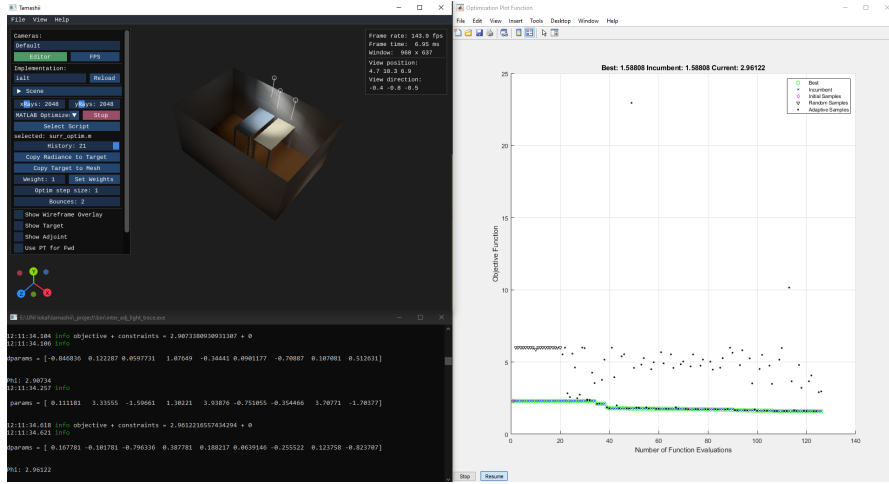 Tamashii
File View Help
Cameras:
Default
Editor FPS
Implementation:
ialt Reload
Scene
xRays: 2048 yRays: 2048
MATLAB Optimize Stop
Select Script
selected: surr_optim.m
History: 21
Copy Radiance to Target
Copy Target to Mesh
Weight: 1 Set Weights
Optim step size: 1
Bounces: 2
Show Wireframe Overlay
Show Target
Show Adjoint
Use PT for Fwd
Frame rate: 143.9 fps
Frame time: 6.95 ms
Window: 960 x 637
View position:
4.7 10.3 6.9
View direction:
-0.4 -0.8 -0.5
Y
Z X
12:11:34.104 info objective + constraints = 2.9073380930931307 + 0
12:11:34.106 info
dparams = [-0.846836 0.122287 0.0597731 1.07649 -0.34441 0.0901177 -0.70887 0.107081 0.512631]
Phi: 2.90734
12:11:34.257 info
params = [ 0.111181 3.33555 -1.59661 1.30221 3.93876 -0.751055 -0.354466 3.70771 -1.70377]
12:11:34.618 info objective + constraints = 2.9612216557434294 + 0
12:11:34.621 info
dparams = [ 0.167781 -0.101781 -0.796336 0.387781 0.188217 0.0639146 -0.255522 0.123758 -0.823707]
Phi: 2.96122
Optimization Plot Function
File Edit View Insert Tools Desktop Window Help
Best: 1.58808 Incumbent: 1.58808 Current: 2.96122
Best
Incumbent
Initial Samples
Random Samples
Adaptive Samples
25
20
15
10
5
0
Objective Function
0 20 40 60 80 100 120 140
Number of Function Evaluations
Stop Resume